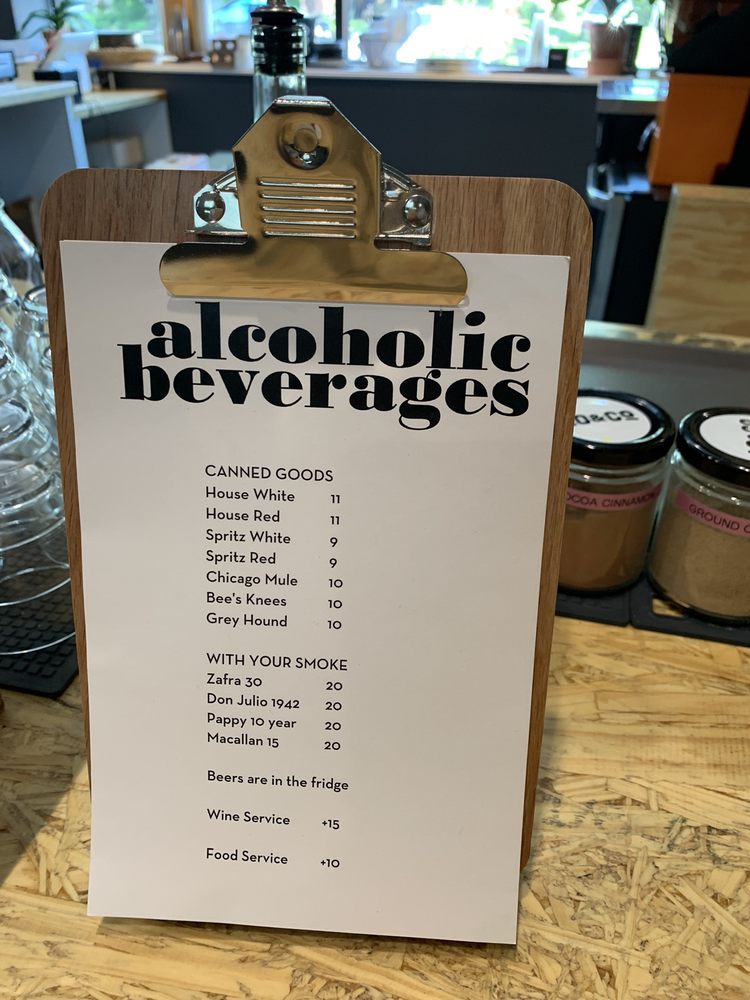 alcoholic
beverages
CANNED GOODS
House White 11
House Red 11
Spritz White 9
Spritz Red 9
Chicago Mule 10
Bee's Knees 10
Grey Hound 10
WITH YOUR SMOKE
Zafra 30 20
Don Julio 1942 20
Pappy 10 year 20
Macallan 15 20
Beers are in the fridge
Wine Service +15
Food Service +10
&CO
CINNAMON
GROUND